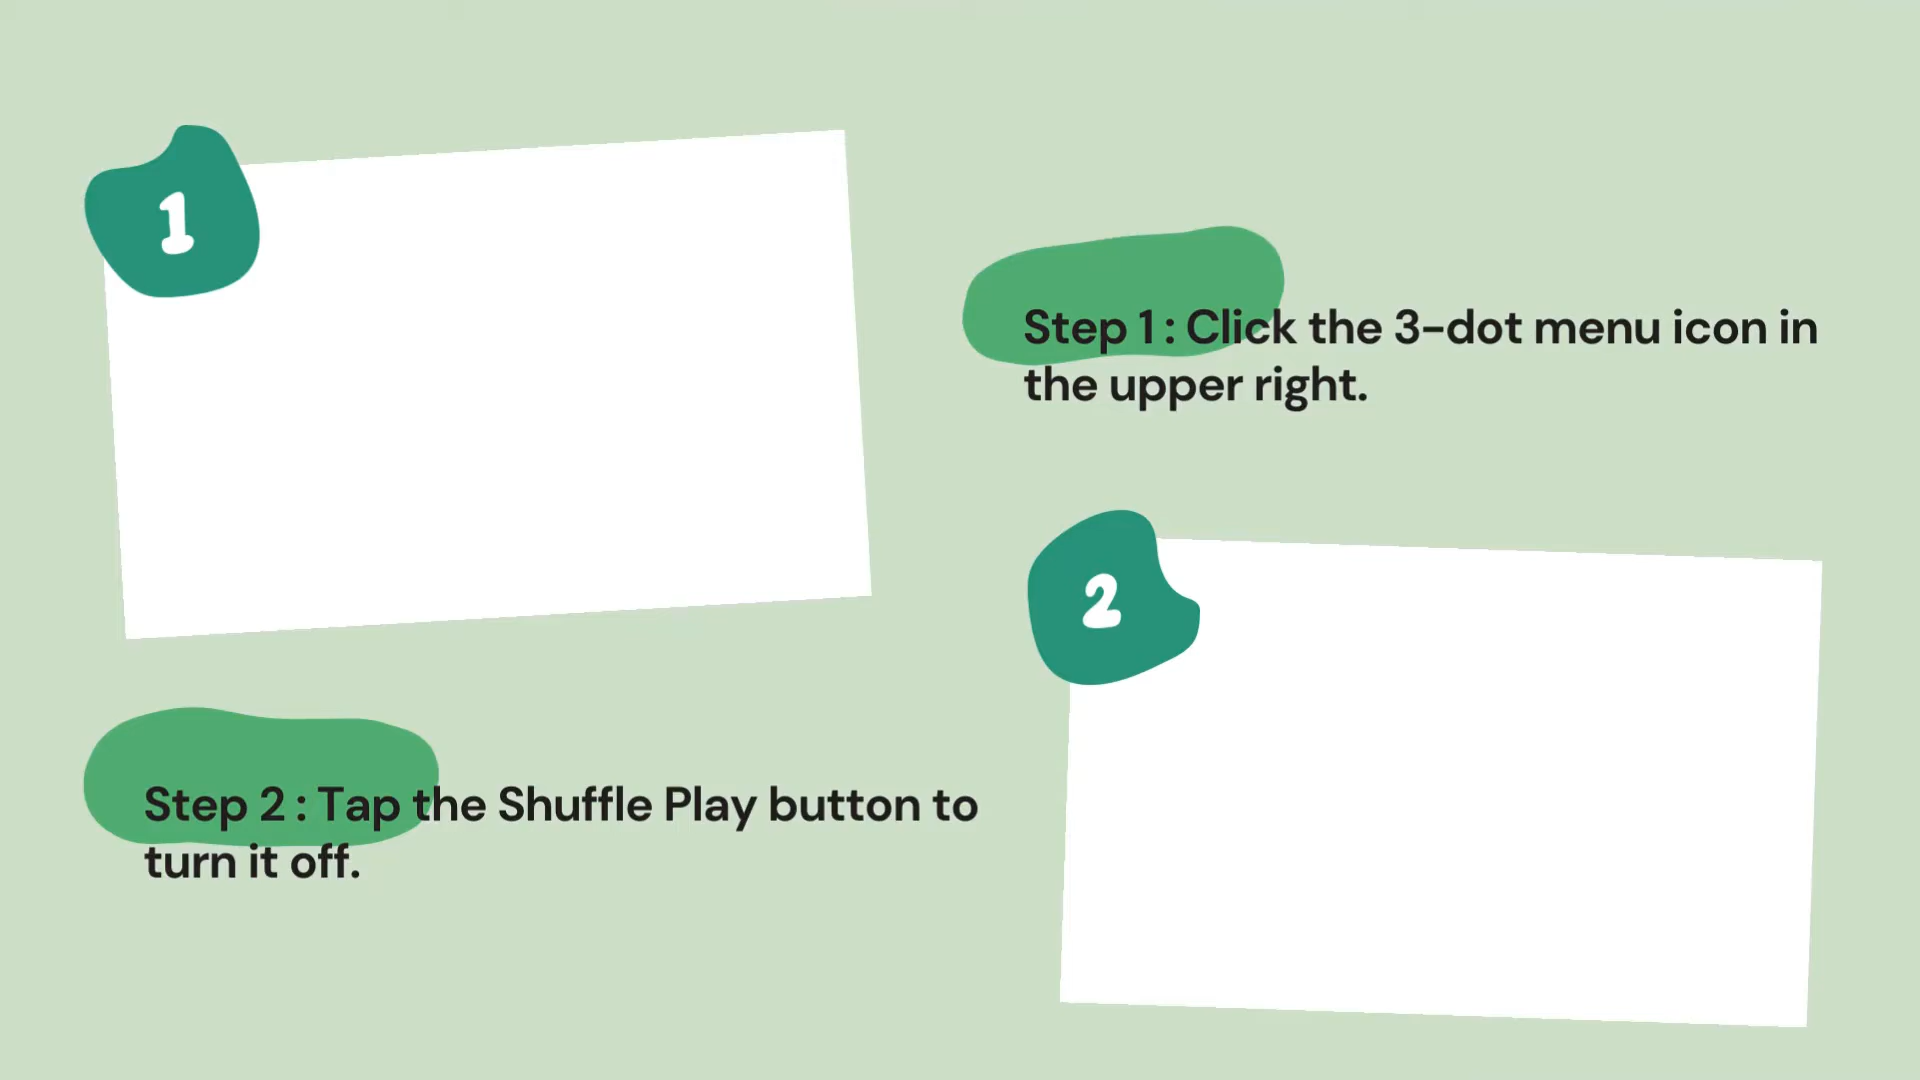 1
Step 1 : Click the 3-dot menu icon in
the upper right.
2
Step 2 : Tap the Shuffle Play button to
turn it off.